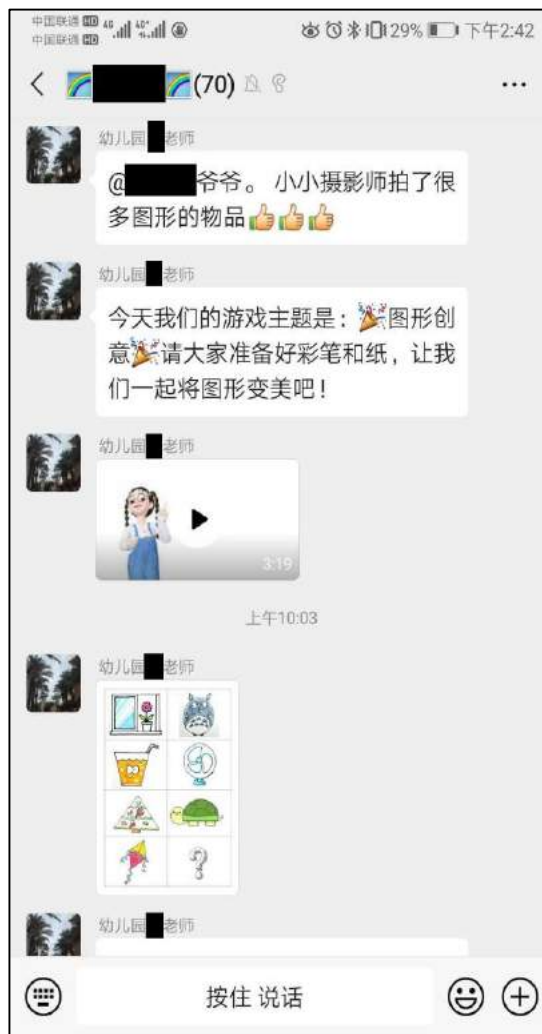 中国联通 HD 4G 4G+
中国联通 HD
29% 下午2:42
(70)
幼儿园 老师
@ 爷爷。 小小摄影师拍了很
多图形的物品
幼儿园 老师
今天我们的游戏主题是：图形创
意请大家准备好彩笔和纸，让我
们一起将图形变美吧！
幼儿园 老师
3:19
上午10:03
幼儿园 老师
?
幼儿园 老师
按住 说话